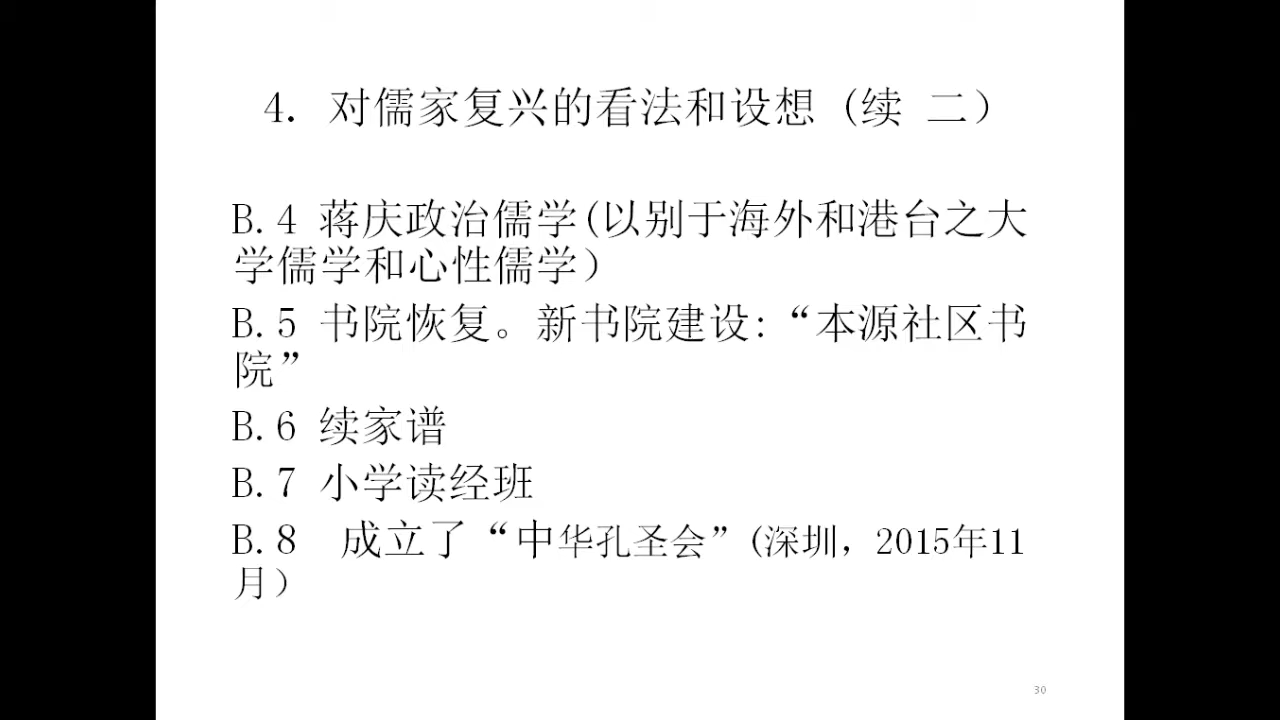 4. 对儒家复兴的看法和设想 (续 二）
B.4 蒋庆政治儒学(以别于海外和港台之大
学儒学和心性儒学）
B.5 书院恢复。新书院建设:“本源社区书
院”
B.6 续家谱
B.7 小学读经班
B.8 成立了“中华孔圣会”(深圳，2015年11
月）
30